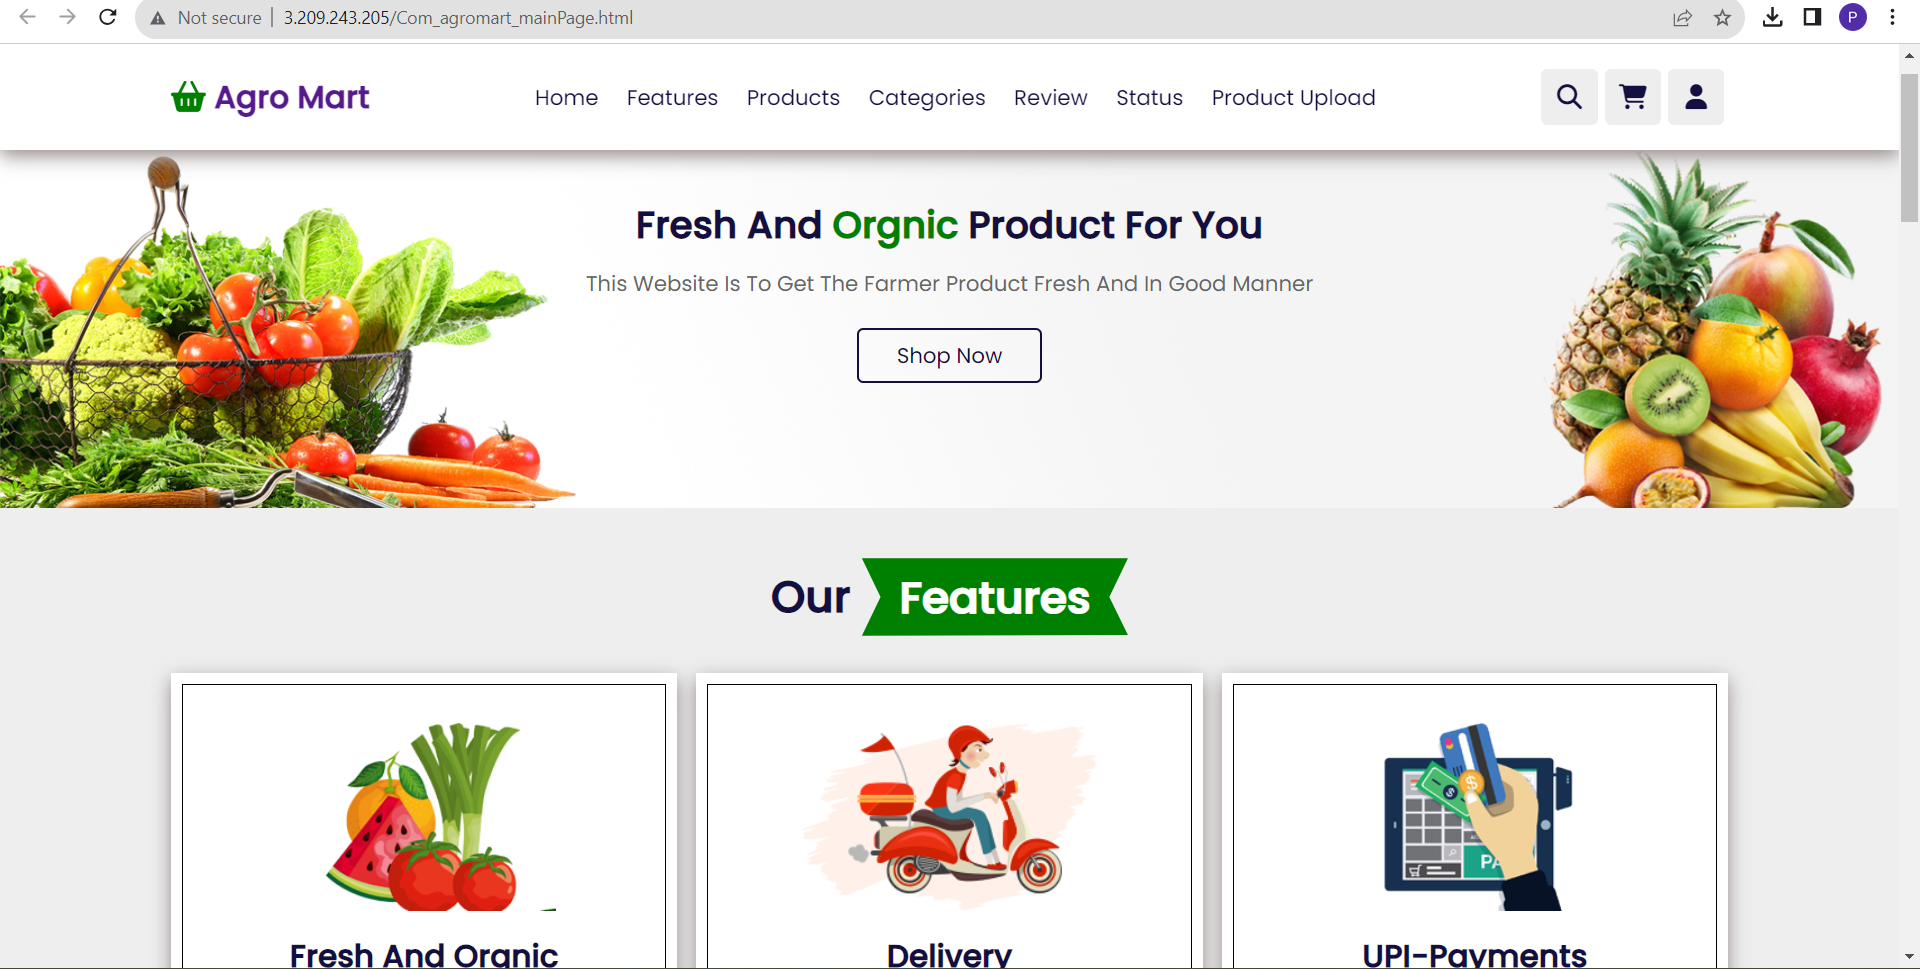 Not secure | 3.209.243.205/Com_agromart_mainPage.html
P
Agro Mart
Home Features Products Categories Review Status Product Upload
Fresh And Orgnic Product For You
This Website Is To Get The Farmer Product Fresh And In Good Manner
Shop Now
Our Features
PA
Fresh And Organic
Delivery
UPI-Payments